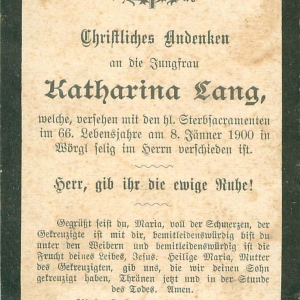 Christliches Andenken
an die Jungfrau
Katharina Lang,
welche, versehen mit den hl. Sterbsacramenten
im 66. Lebensjahre am 8. Jänner 1900 in
Wörgl selig im Herrn verschieden ist.
Herr, gib ihr die ewige Ruhe!
Gegrüßt seist du, Maria, voll der Schmerzen, der
Gekreuzigte ist mit dir, bemitleidenswürdig bist du
unter den Weibern und bemitleidenswürdig ist die
Frucht deines Leibes, Jesus. Heilige Maria, Mutter
des Gekreuzigten, gib uns, die wir deinen Sohn
gekreuziget haben, Thränen jetzt und in der Stunde
des Todes. Amen.